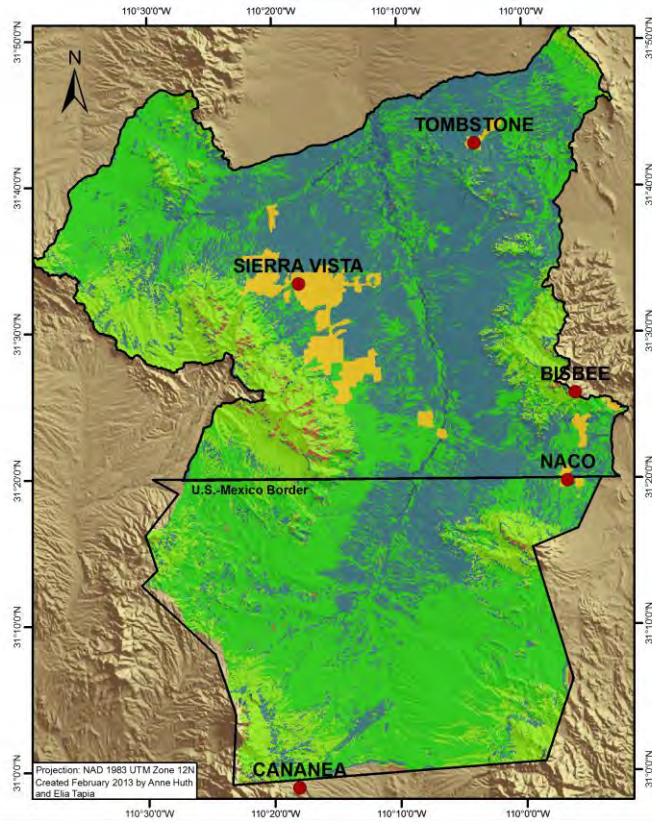 110°30'0"W 110°20'0"W 110°10'0"W 110°0'0"W
31°50'0"N 31°50'0"N
N
TOMBSTONE
31°40'0"N 31°40'0"N
SIERRA VISTA
31°30'0"N 31°30'0"N
BISBEE
NACO
31°20'0"N 31°20'0"N
U.S.-Mexico Border
31°10'0"N 31°10'0"N
31°0'0"N 31°0'0"N
CANANEA
Projection: NAD 1983 UTM Zone 12N
Created February 2013 by Anne Huth
and Elia Tapia
110°30'0"W 110°20'0"W 110°10'0"W 110°0'0"W